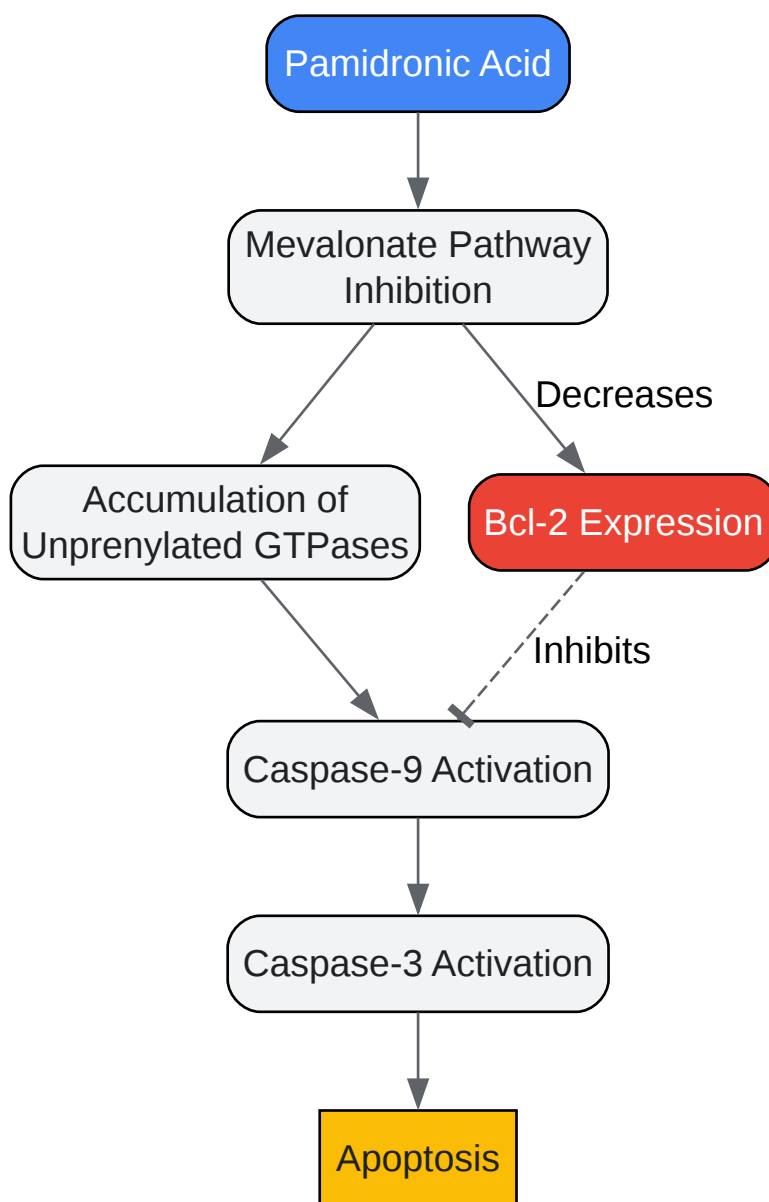 Pamidronic Acid
Mevalonate Pathway
Inhibition
Decreases
Accumulation of
Unprenylated GTPases
Bcl-2 Expression
Inhibits
Caspase-9 Activation
Caspase-3 Activation
Apoptosis